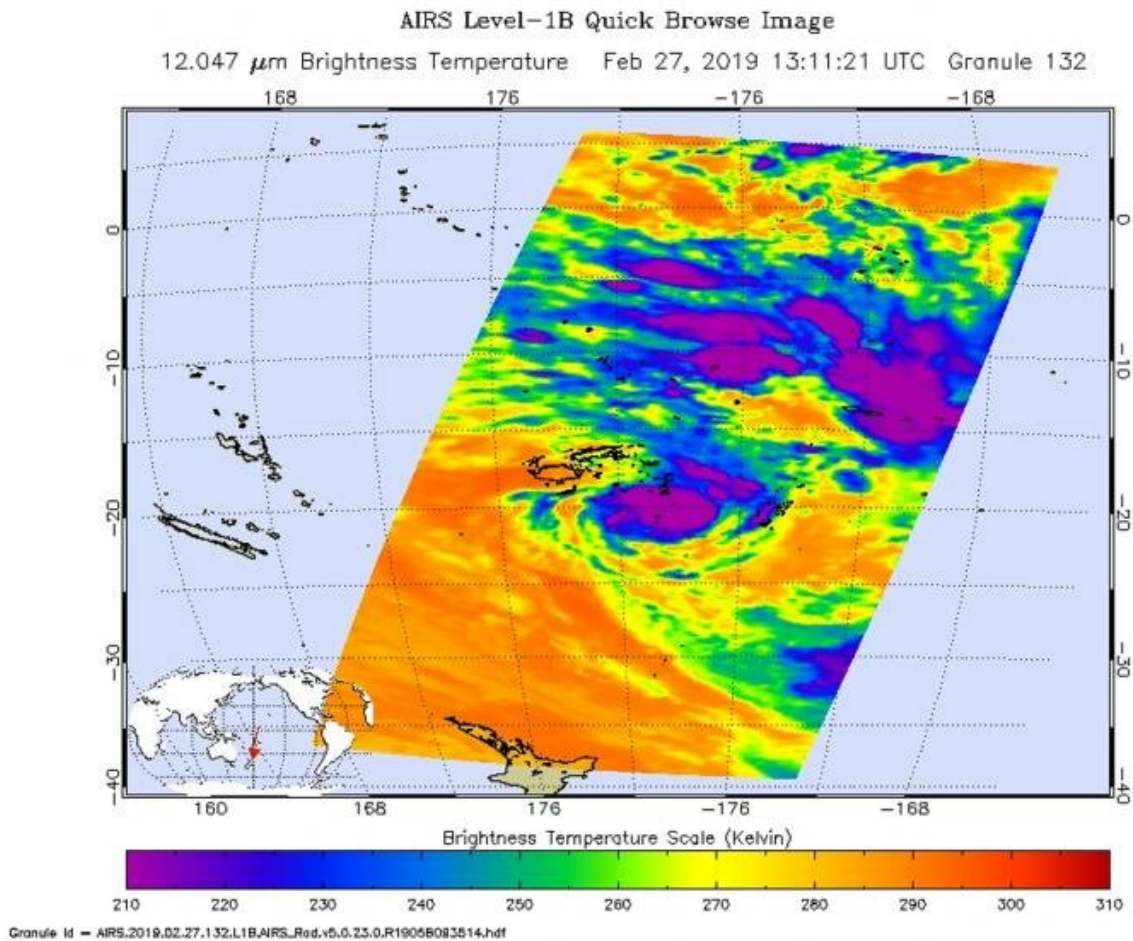 AIRS Level-1B Quick Browse Image
12.047 μm Brightness Temperature Feb 27, 2019 13:11:21 UTC Granule 132
168 176 -176 -168
0 0
-10 -10
-20 -20
-30 -30
-40 -40
160 168 176 -176 -168
Brightness Temperature Scale (Kelvin)
210 220 230 240 250 260 270 280 290 300 310
Granule Id = AIRS.2019.02.27.132.L1B.AIRS_Rad.v5.0.23.0.R19058083514.hdf